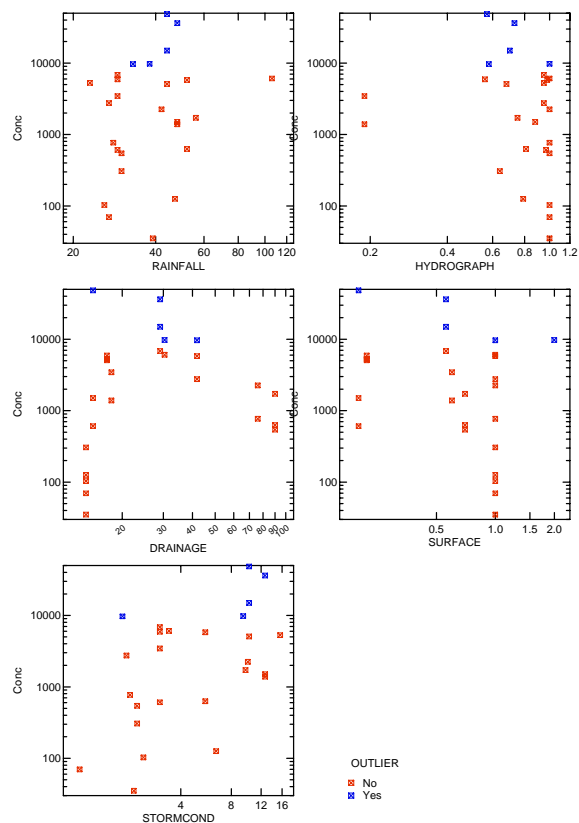 10000
1000
100
Conc
20 40 60 80 100 120
RAINFALL
10000
1000
100
Conc
0.2 0.4 0.6 0.8 1.0 1.2
HYDROGRAPH
10000
1000
100
Conc
20 30 40 50 60 70 80 90 100
DRAINAGE
10000
1000
100
Conc
0.5 1.0 1.5 2.0
SURFACE
10000
1000
100
Conc
4 8 12 16
STORMCOND
OUTLIER
No
Yes